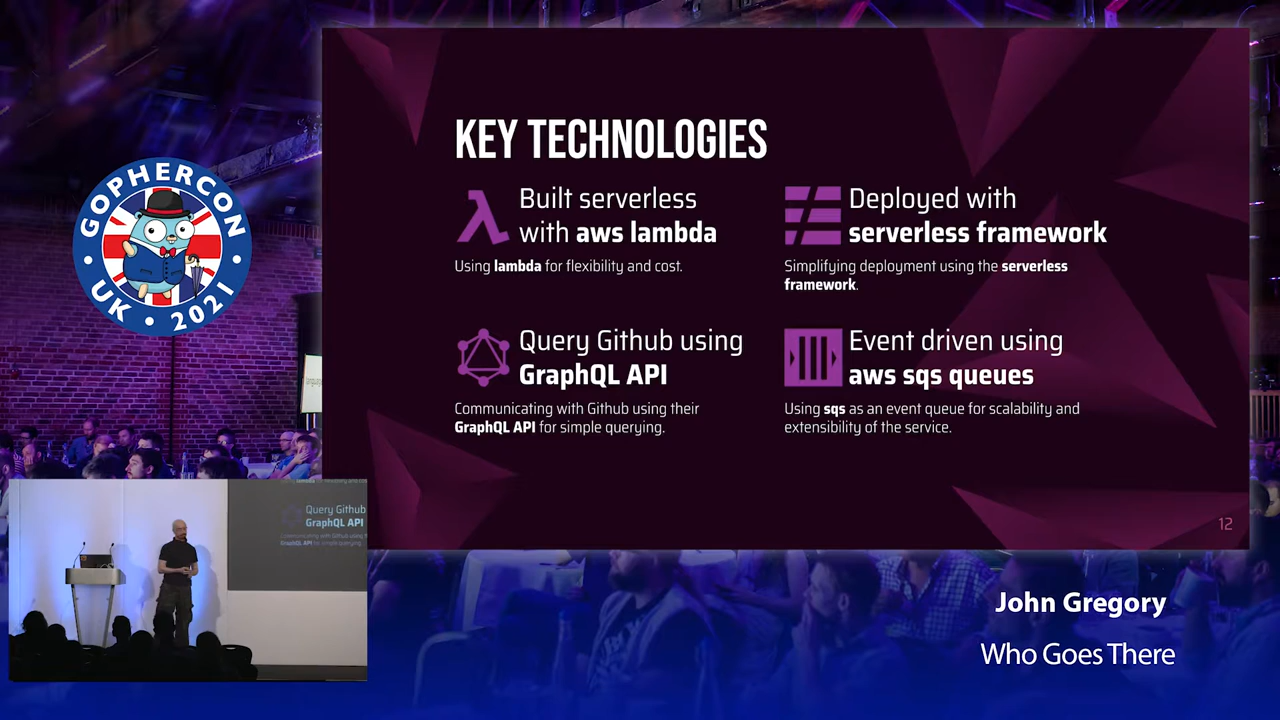 GOPHERCON
UK • 2021
KEY TECHNOLOGIES
Built serverless
with aws lambda
Using lambda for flexibility and cost.
Deployed with
serverless framework
Simplifying deployment using the serverless
framework.
Query Github using
GraphQL API
Communicating with Github using their
GraphQL API for simple querying.
Event driven using
aws sqs queues
Using sqs as an event queue for scalability and
extensibility of the service.
12
Query Github
GraphQL API
John Gregory
Who Goes There